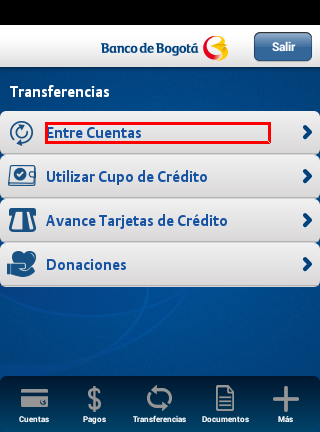 Banco de Bogotá
Salir
Transferencias
Entre Cuentas
Utilizar Cupo de Crédito
Avance Tarjetas de Crédito
Donaciones
Cuentas
Pagos
Transferencias
Documentos
Más